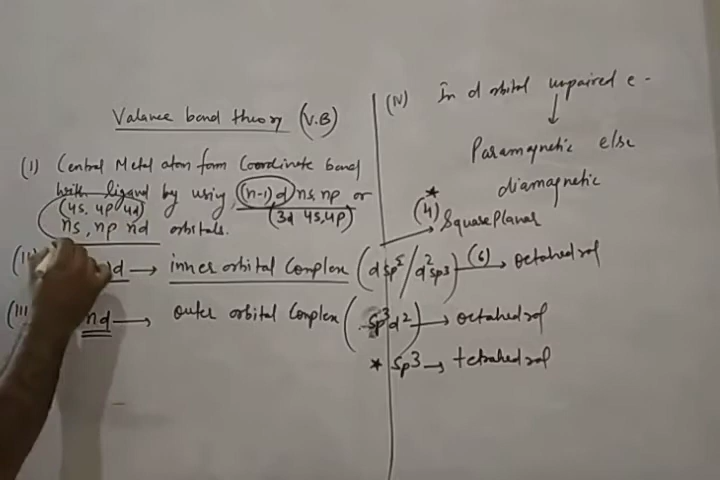 Valance bond theory (V.B)
(I) Central Metal atom form Coordinate bond
with ligand by using (n-1)d ns, np or
(4s, 4p 4d) (3d 4s, 4p)
ns, np nd orbitals.
d → inner orbital Complex (dsp²/d²sp3)
(III) nd → outer orbital Complex (sp³d²) → octahedral
* sp3 → tetrahedral
(IV) In d orbital unpaired e-
↓
Paramagnetic else
diamagnetic
*
(4) Square Planar
(6) → octahedral